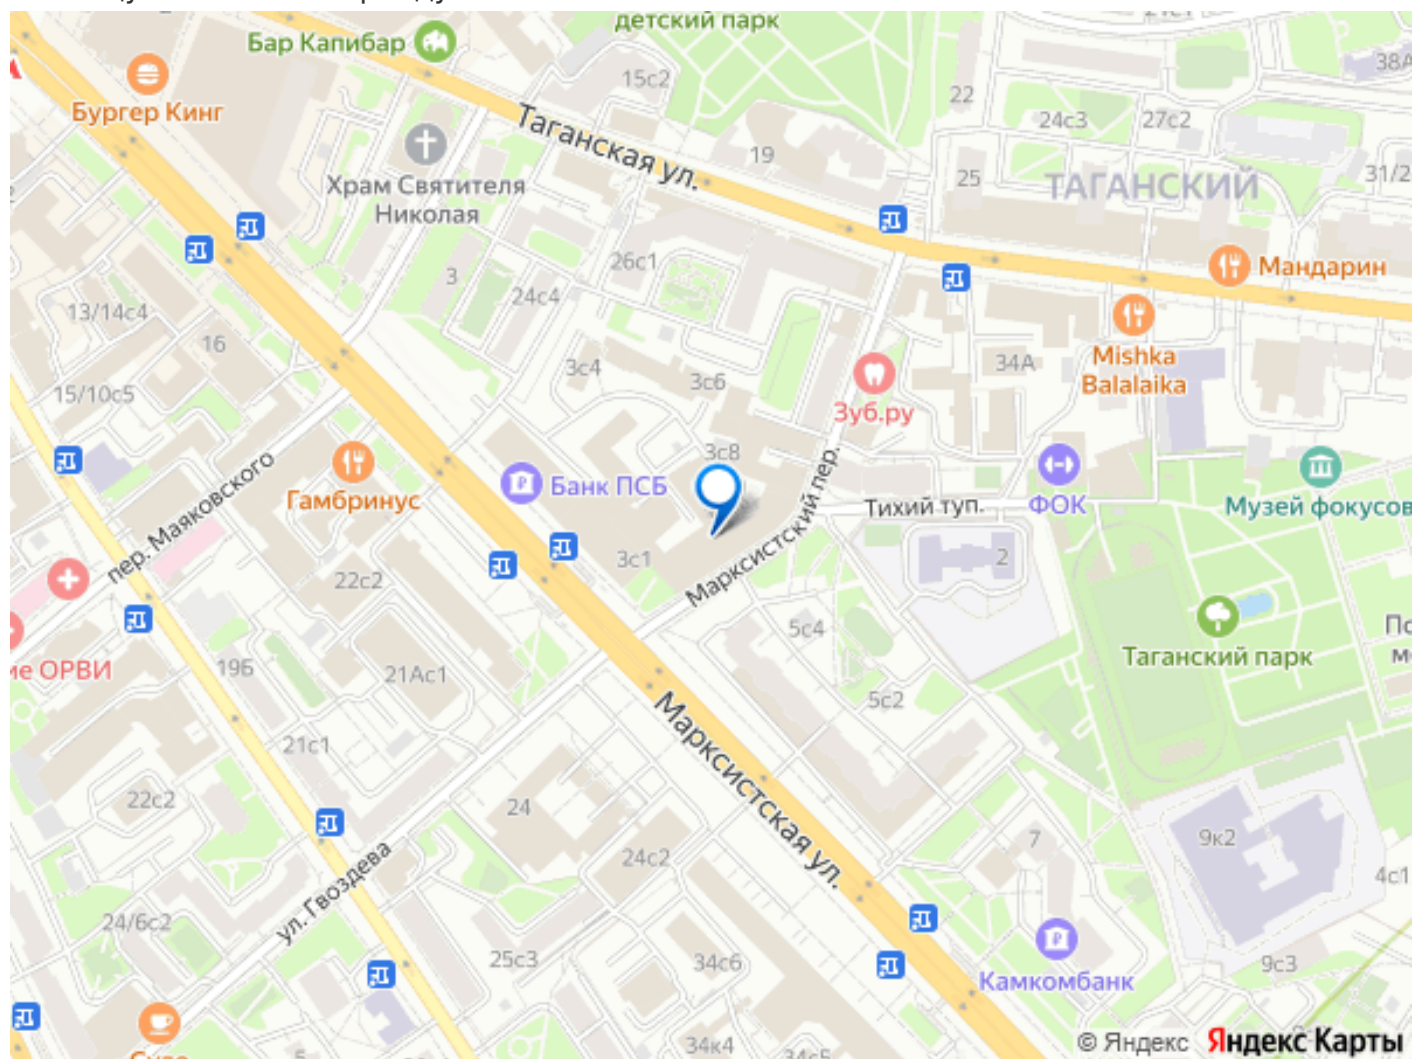 детский парк
Бар Капибар
Бургер Кинг
15с2
22
24с3
27с2
38А
Таганская ул.
19
25
ТАГАНСКИЙ
31/2
Храм Святителя
Николая
26с1
3
24с4
Мандарин
13/14с4
16
Mishka
Balalaika
34А
3с4
3с6
15/10с5
Зуб.ру
3с8
пер. Маяковского
Гамбринус
Банк ПСБ
Марксистский пер.
Тихий туп.
ФОК
Музей фокусов
22с2
3с1
2
5с4
Таганский парк
ие ОРВИ
19Б
21Ас1
5с2
21с1
Марксистская ул.
22с2
24
7
9к2
24с2
4с1
ул. Гвоздева
24/6с2
25с3
34с6
Камкомбанк
9с3
34к4
© Яндекс
Яндекс Карты